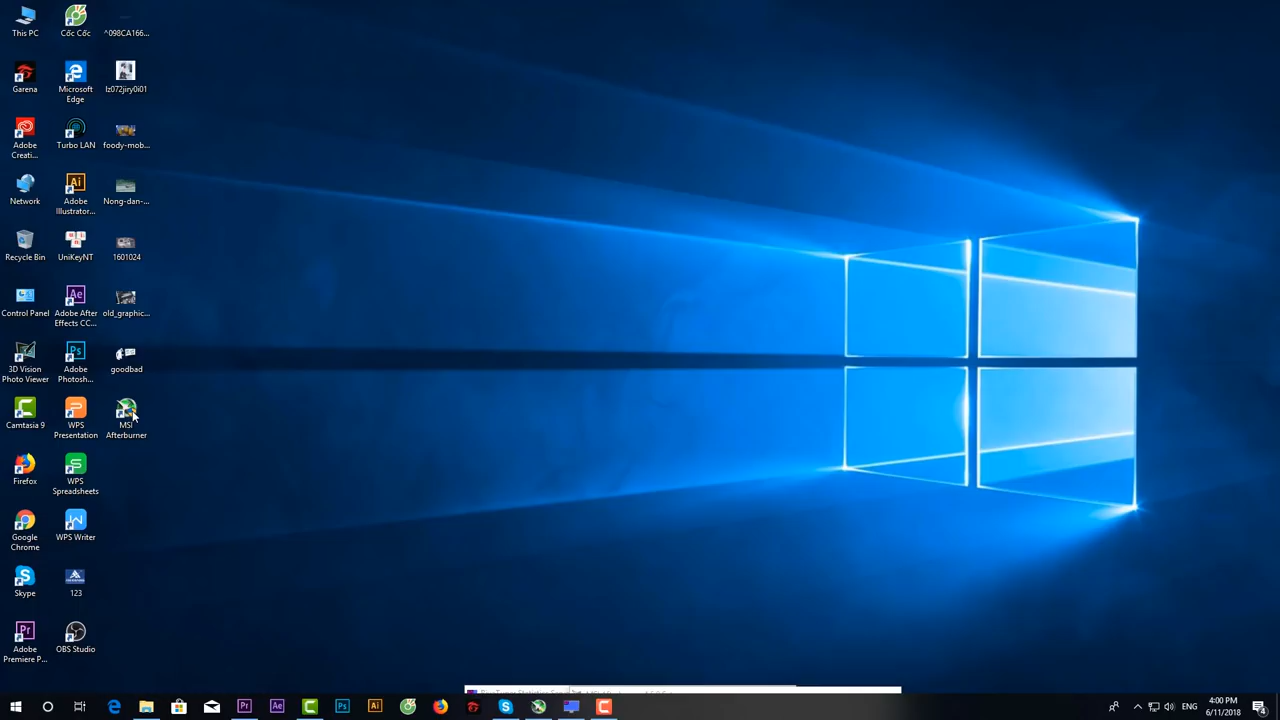 This PC
Cốc Cốc
^098CA166...
Garena
Microsoft
Edge
lz072jiry0i01
Adobe
Creati...
Turbo LAN
foody-mob...
Network
Adobe
Illustrator...
Nong-dan-...
Recycle Bin
UniKeyNT
1601024
Control Panel
Adobe After
Effects CC...
old_graphic...
3D Vision
Photo Viewer
Adobe
Photosh...
goodbad
Camtasia 9
WPS
Presentation
MSI
Afterburner
Firefox
WPS
Spreadsheets
Google
Chrome
WPS Writer
Skype
123
Adobe
Premiere P...
OBS Studio
ENG
4:00 PM
6/11/2018
4